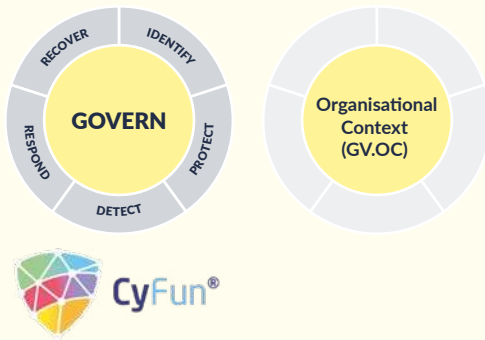 RECOVER
IDENTIFY
GOVERN
RESPOND
PROTECT
DETECT
Organisational
Context
(GV.OC)
CyFun®